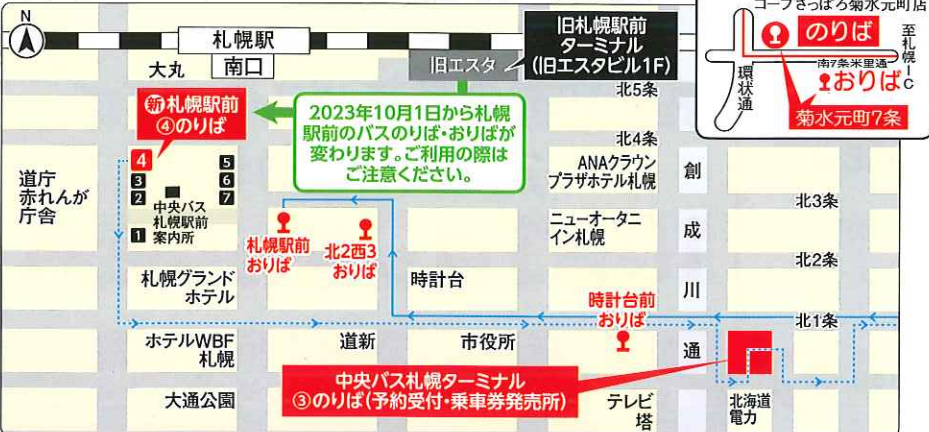 N
札幌駅
南口
大丸
旧エスタ
旧札幌駅前
ターミナル
(旧エスタビル1F)
コープさっぽろ菊水元町店
のりば
至札幌IC
南7条米里通
おりば
環状通
菊水元町7条
新札幌駅前
④のりば
2023年10月1日から札幌
駅前のバスのりば・おりばが
変わります。ご利用の際は
ご注意ください。
北5条
北4条
北3条
北2条
北1条
道庁
赤れんが
庁舎
4
3
2
1
5
6
7
中央バス
札幌駅前
案内所
ANAクラウン
プラザホテル札幌
ニューオータニ
イン札幌
創
成
川
通
札幌駅前
おりば
北2西3
おりば
札幌グランド
ホテル
時計台
時計台前
おりば
ホテルWBF
札幌
道新
市役所
中央バス札幌ターミナル
③のりば(予約受付・乗車券発売所)
大通公園
テレビ
塔
北海道
電力